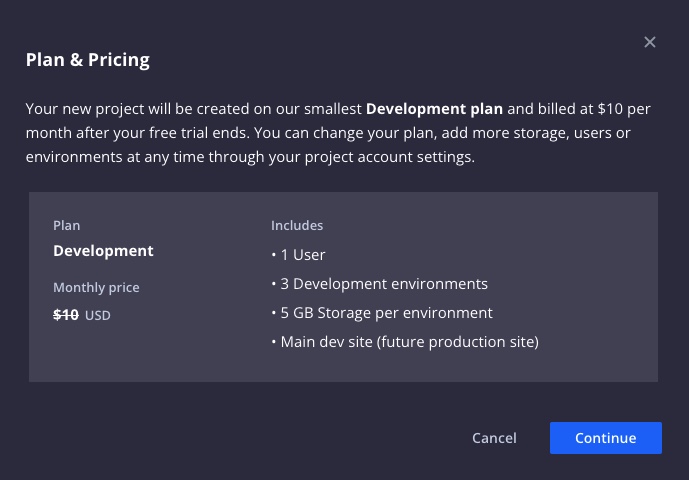 Plan & Pricing
Your new project will be created on our smallest Development plan and billed at $10 per
month after your free trial ends. You can change your plan, add more storage, users or
environments at any time through your project account settings.
Plan
Development
Monthly price
$10 USD
Includes
• 1 User
• 3 Development environments
• 5 GB Storage per environment
• Main dev site (future production site)
Cancel
Continue